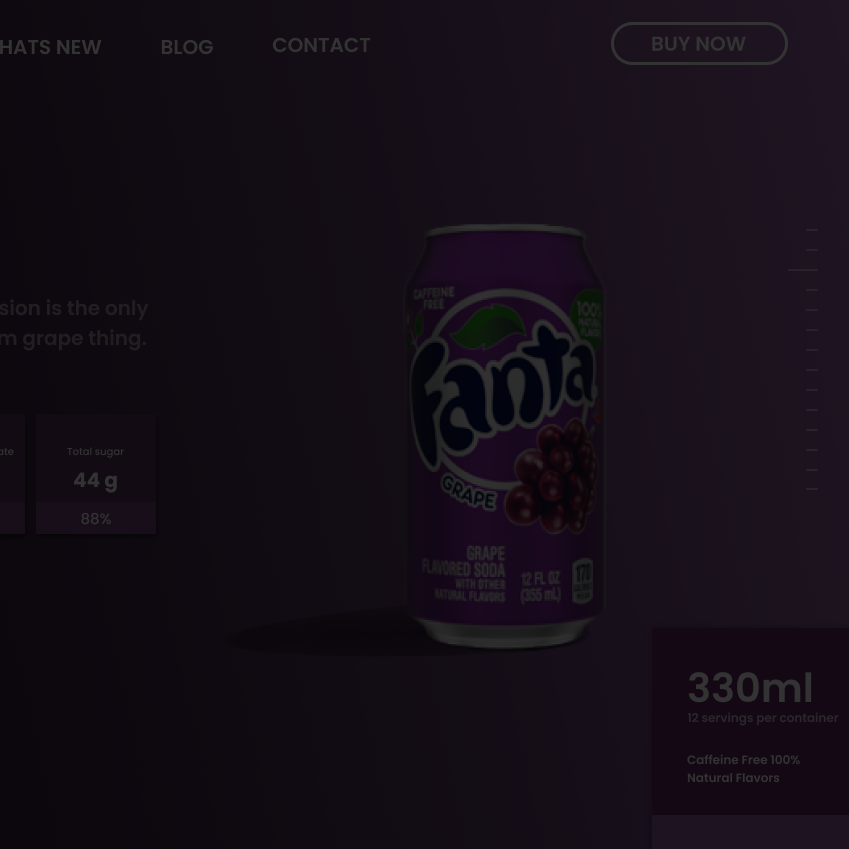 HATS NEW
BLOG
CONTACT
BUY NOW
sion is the only
m grape thing.
ate
Total sugar
44 g
88%
CAFFEINE
FREE
100%
NATURAL
FLAVORS
Fanta
GRAPE
GRAPE
FLAVORED SODA
WITH OTHER
NATURAL FLAVORS
12 FL OZ
(355 mL)
170
330ml
12 servings per container
Caffeine Free 100%
Natural Flavors